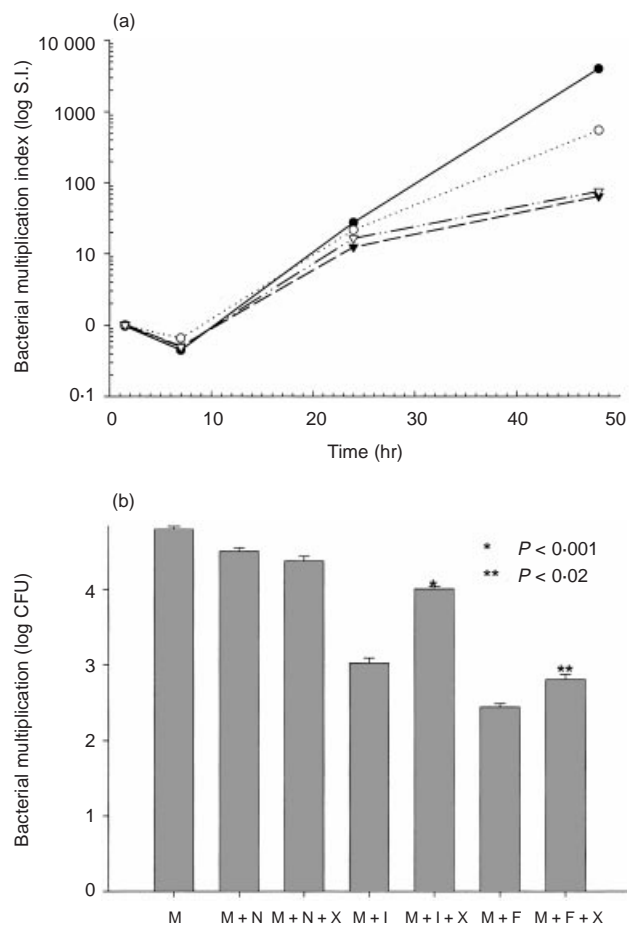 (a)
Bacterial multiplication index (log S.I.)
10 000
1000
100
10
0
0·1
0
10
20
30
40
50
Time (hr)
(b)
Bacterial multiplication (log CFU)
* P < 0·001
** P < 0·02
4
3
2
1
0
*
**
M
M + N
M + N + X
M + I
M + I + X
M + F
M + F + X